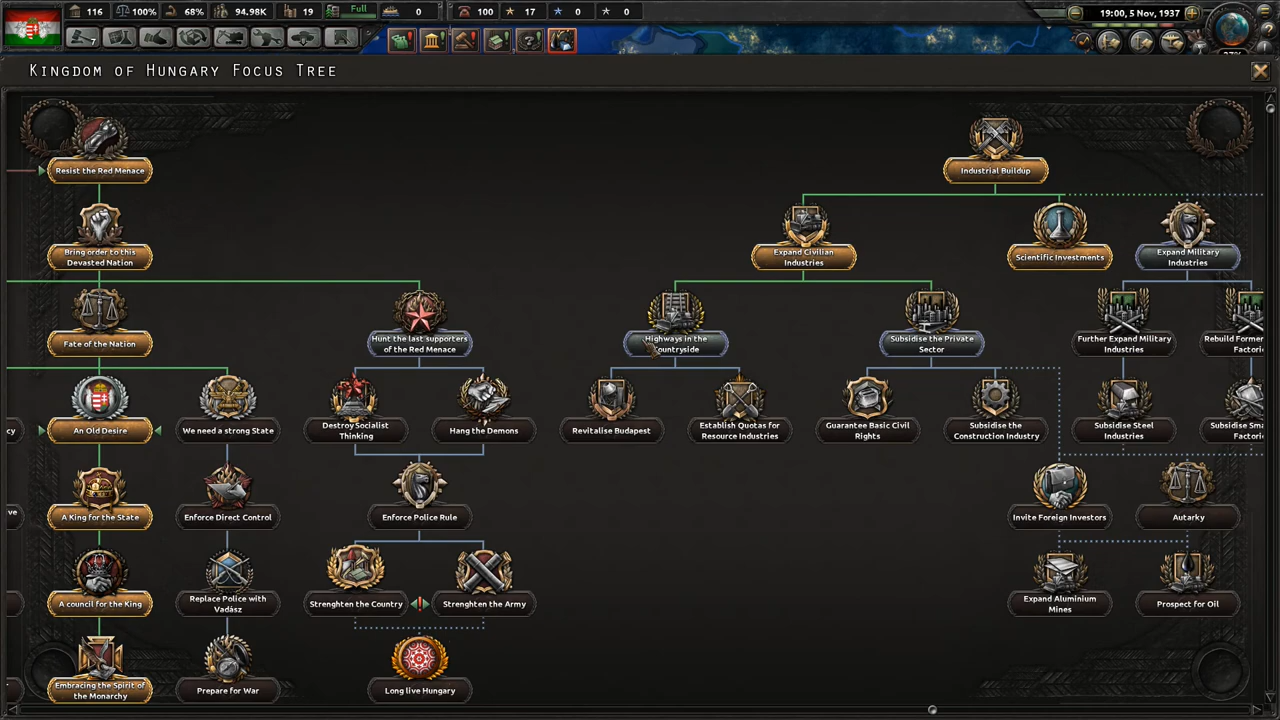 116 100% 68% 94.98K 19 Full 0 100 17 0 0 19:00, 5 Nov, 1937
7
Kingdom of Hungary Focus Tree
Resist the Red Menace
Industrial Buildup
Bring order to this
Devasted Nation
Expand Civilian
Industries
Scientific Investments
Expand Military
Industries
Fate of the Nation
Hunt the last supporters
of the Red Menace
Highways in the
Countryside
Subsidise the Private
Sector
Further Expand Military
Industries
Rebuild Former
Factorie
cy
An Old Desire
We need a strong State
Destroy Socialist
Thinking
Hang the Demons
Revitalise Budapest
Establish Quotas for
Resource Industries
Guarantee Basic Civil
Rights
Subsidise the
Construction Industry
Subsidise Steel
Industries
Subsidise Sma
Factori
ve
A King for the State
Enforce Direct Control
Enforce Police Rule
Invite Foreign Investors
Autarky
A council for the King
Replace Police with
Vadász
Strenghten the Country
Strenghten the Army
Expand Aluminium
Mines
Prospect for Oil
Embracing the Spirit of
the Monarchy
Prepare for War
Long live Hungary